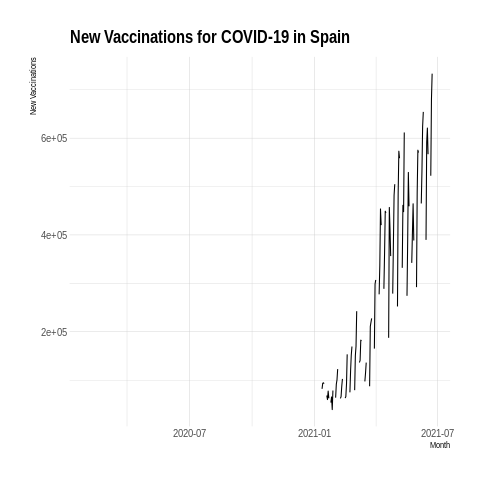 New Vaccinations for COVID-19 in Spain
New Vaccinations
6e+05
4e+05
2e+05
2020-07
2021-01
2021-07
Month